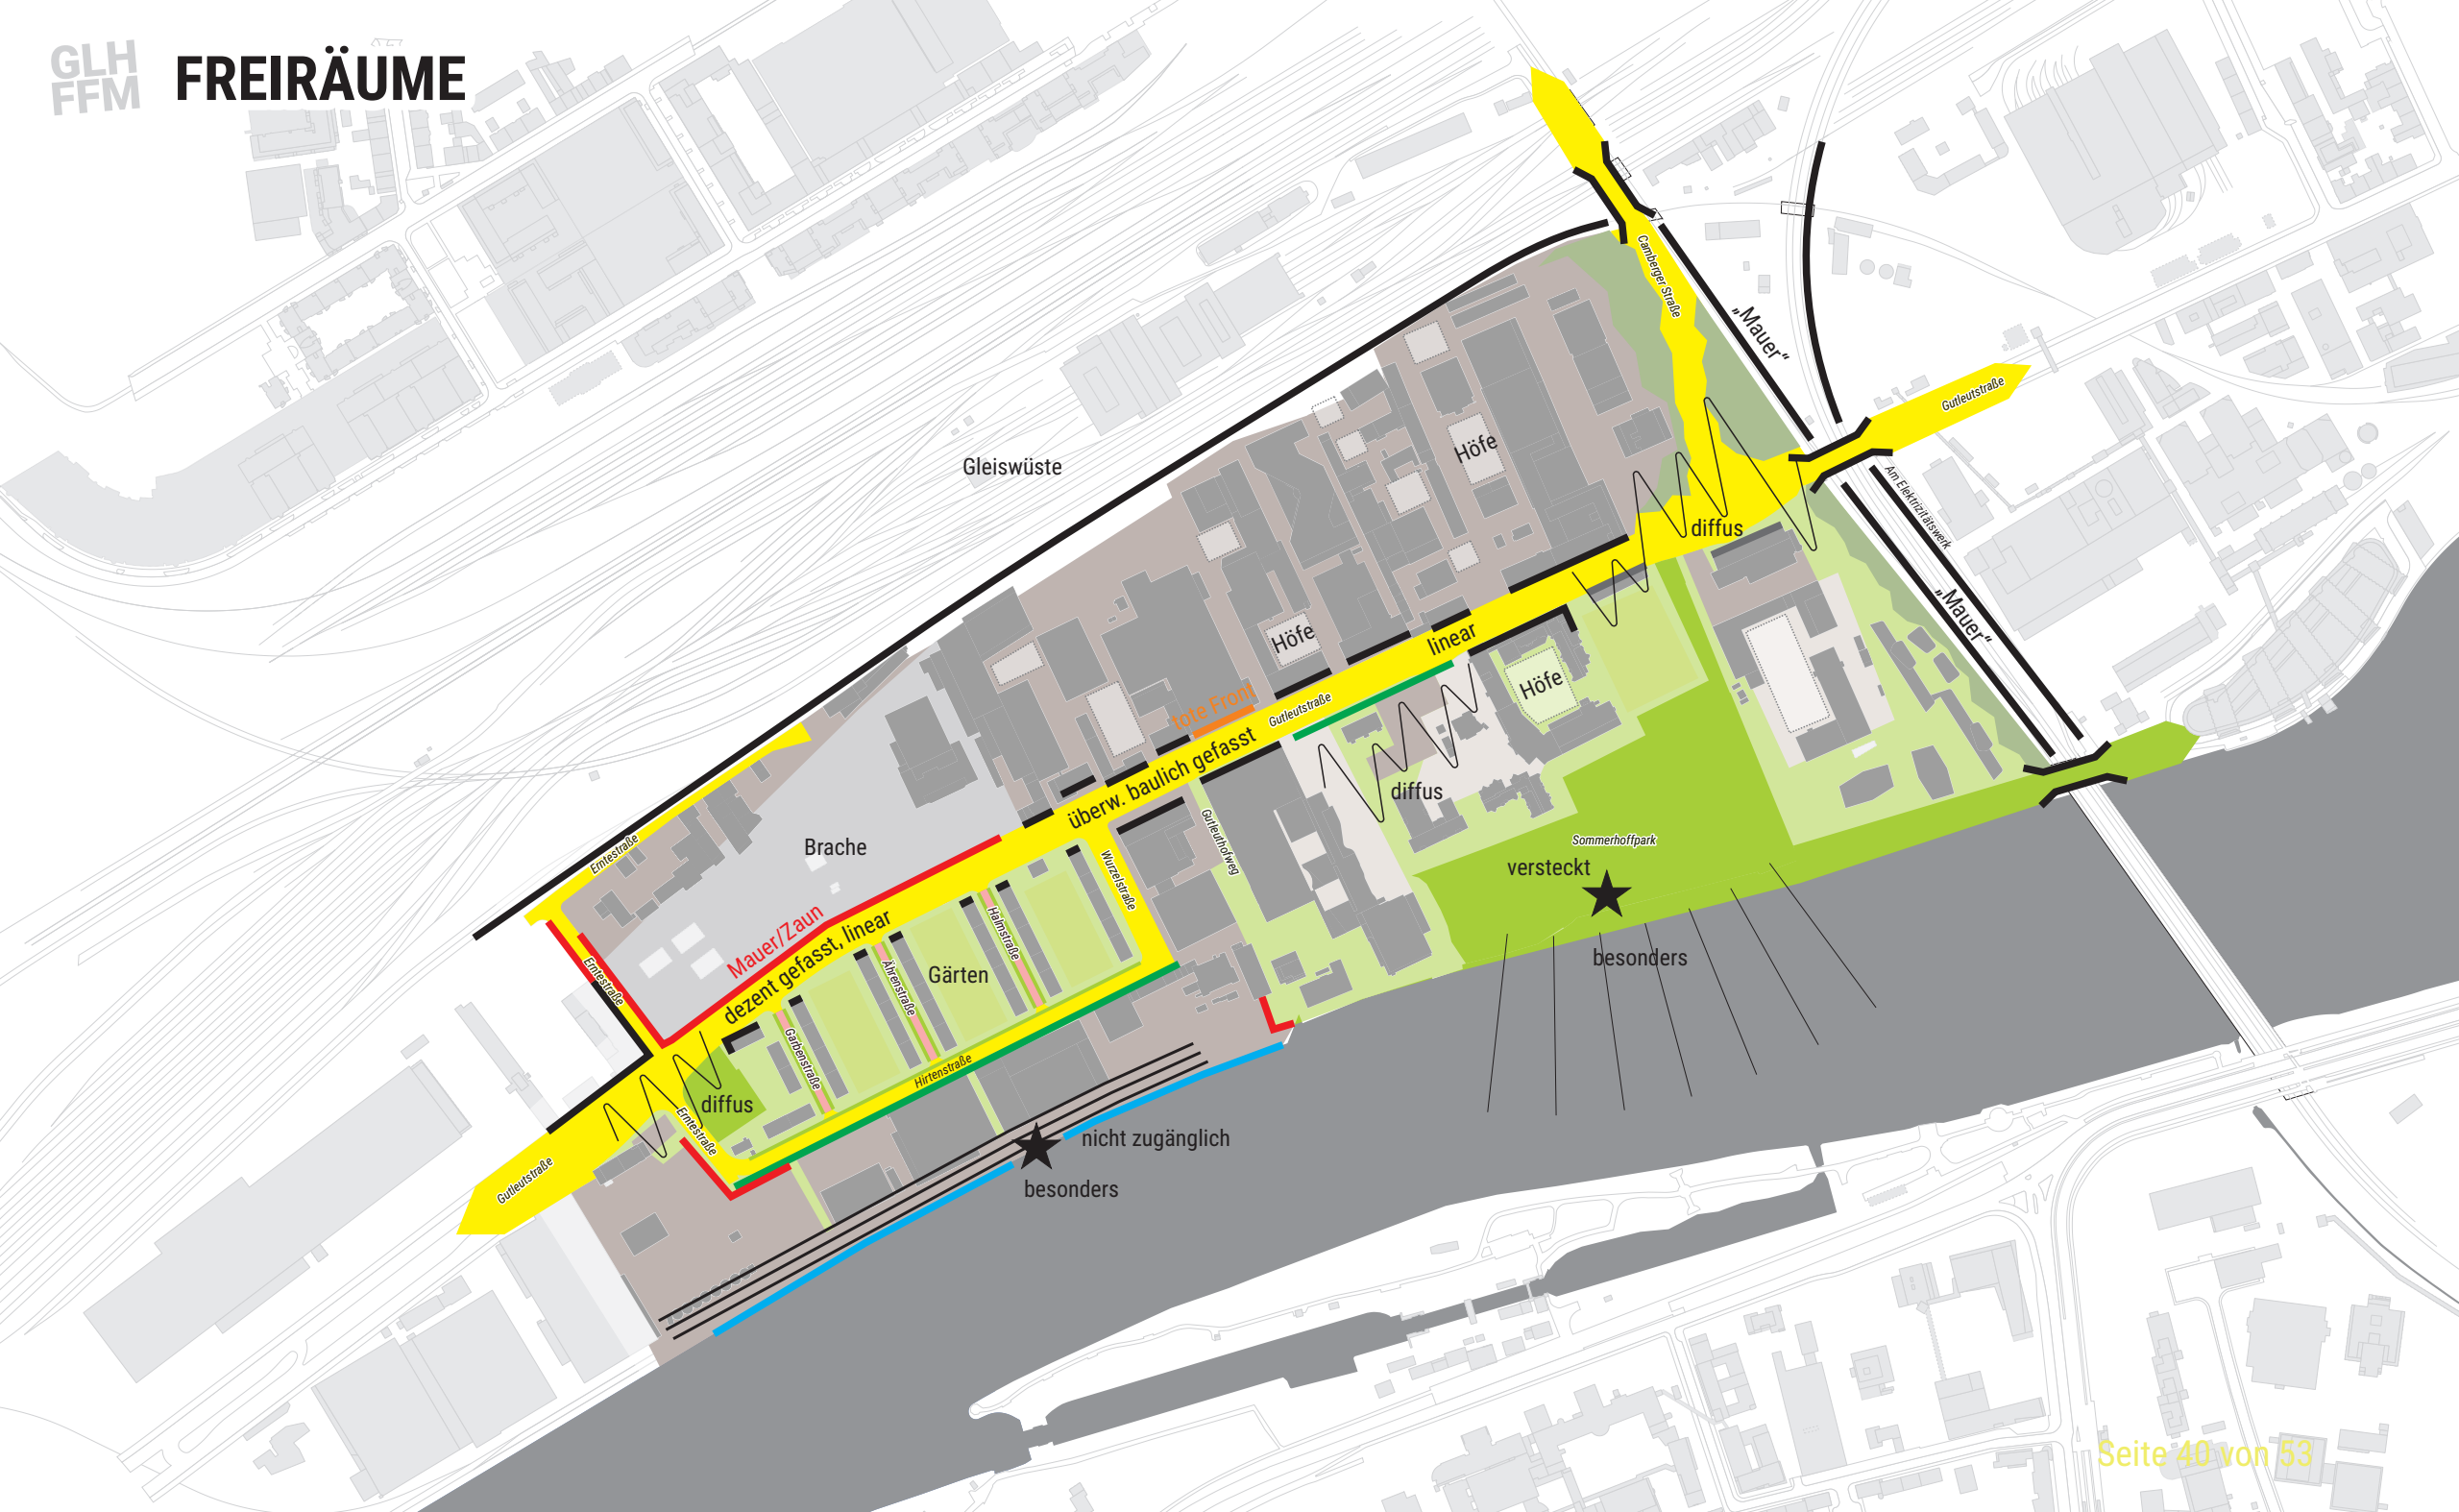 GLH
FFM
FREIRÄUME
Camberger Straße
„Mauer“
Gutleutstraße
Höfe
Gleiswüste
Am Elektrizitätswerk
diffus
„Mauer“
Höfe
linear
Höfe
tote Front
Gutleutstraße
überw. baulich gefasst
diffus
Erntestraße
Brache
Gutleuthofweg
Sommerhoffpark
versteckt
Wurzelstraße
Mauer/Zaun
dezent gefasst, linear
Halmstraße
besonders
Erntestraße
Ährenstraße
Gärten
Garbenstraße
Hirtenstraße
diffus
Erntestraße
nicht zugänglich
Gutleutstraße
besonders
Seite 40 von 53